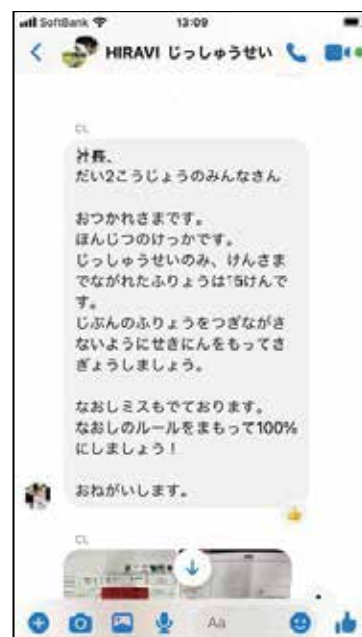 SoftBank 13:09
HIRAVI じっしゅうせい
CL
社長、
だい2こうじょうのみんなさん
おつかれさまです。
ほんじつのけっかです。
じっしゅうせいのみ、けんさま
でながれたふりょうは15けんで
す。
じぶんのふりょうをつぎながさ
ないようにせきにんをもってさ
ぎょうしましょう。
なおしミスもでております。
なおしのルールをまもって100%
にしましょう！
おねがいします。
CL
Aa